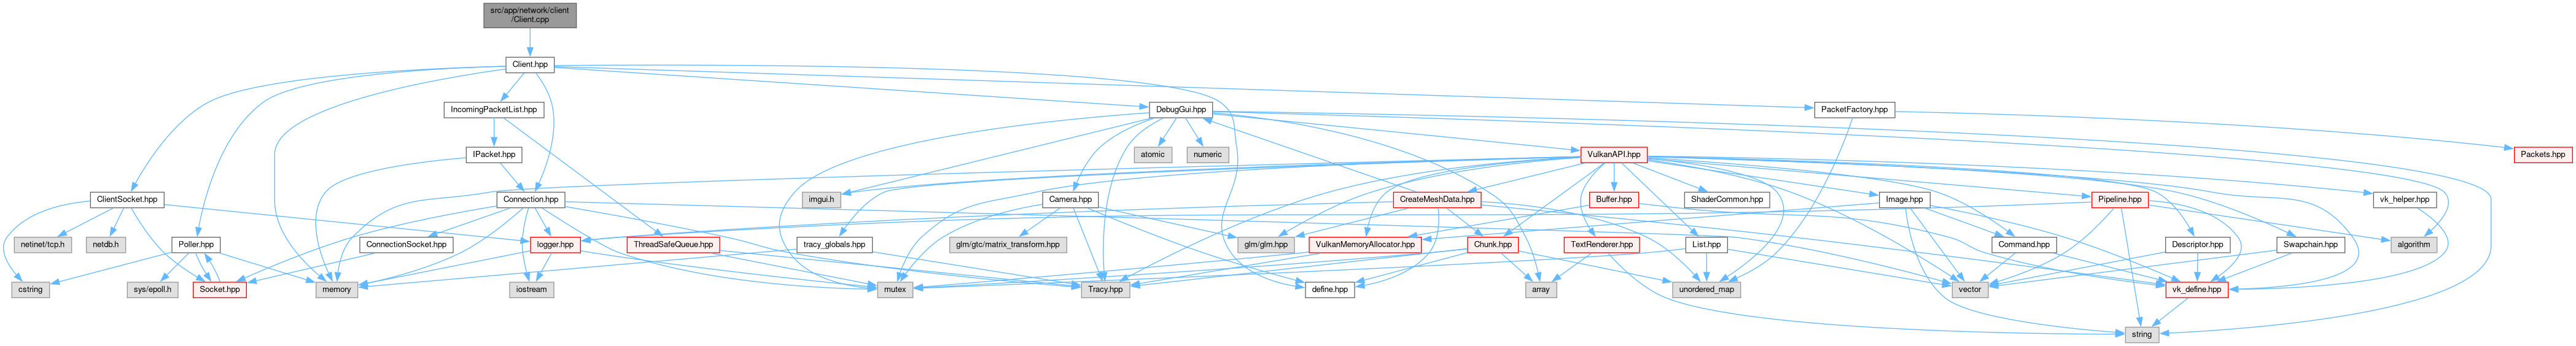 src/app/network/client
/Client.cpp
Client.hpp
IncomingPacketList.hpp
DebugGui.hpp
PacketFactory.hpp
IPacket.hpp
atomic
numeric
VulkanAPI.hpp
Packets.hpp
ClientSocket.hpp
Connection.hpp
imgui.h
Camera.hpp
CreateMeshData.hpp
Buffer.hpp
ShaderCommon.hpp
Image.hpp
Pipeline.hpp
vk_helper.hpp
netinet/tcp.h
netdb.h
Poller.hpp
ConnectionSocket.hpp
logger.hpp
ThreadSafeQueue.hpp
tracy_globals.hpp
glm/gtc/matrix_transform.hpp
glm/glm.hpp
VulkanMemoryAllocator.hpp
Chunk.hpp
TextRenderer.hpp
List.hpp
Command.hpp
Descriptor.hpp
Swapchain.hpp
algorithm
cstring
sys/epoll.h
Socket.hpp
memory
iostream
mutex
Tracy.hpp
define.hpp
array
unordered_map
vector
vk_define.hpp
string